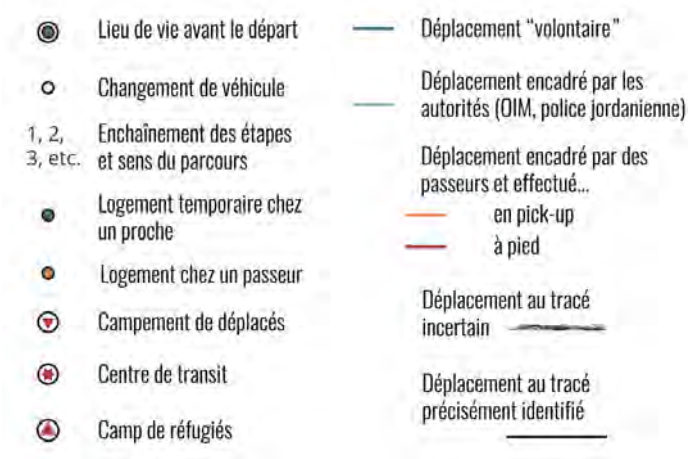 Lieu de vie avant le départ
Changement de véhicule
1, 2, Enchaînement des étapes
3, etc. et sens du parcours
Logement temporaire chez
un proche
Logement chez un passeur
Campement de déplacés
Centre de transit
Camp de réfugiés
Déplacement “volontaire”
Déplacement encadré par les
autorités (OIM, police jordanienne)
Déplacement encadré par des
passeurs et effectué...
en pick-up
à pied
Déplacement au tracé
incertain
Déplacement au tracé
précisément identifié